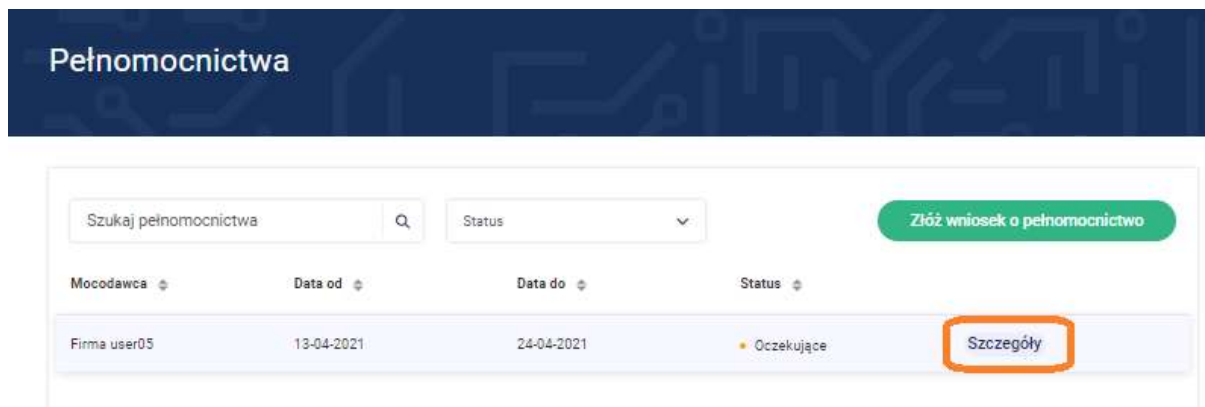 Pełnomocnictwa
Szukaj pełnomocnictwa Status Złóż wniosek o pełnomocnictwo
Mocodawca Data od Data do Status
Firma user05 13-04-2021 24-04-2021 Oczekujące Szczegóły